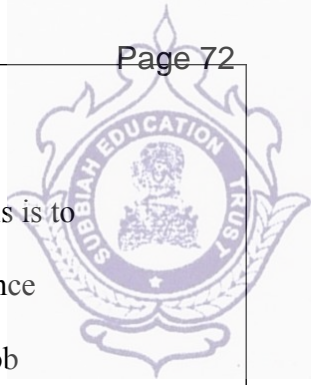 Page 72
SUBBIAH EDUCATION TRUST
s is to
nce
ob